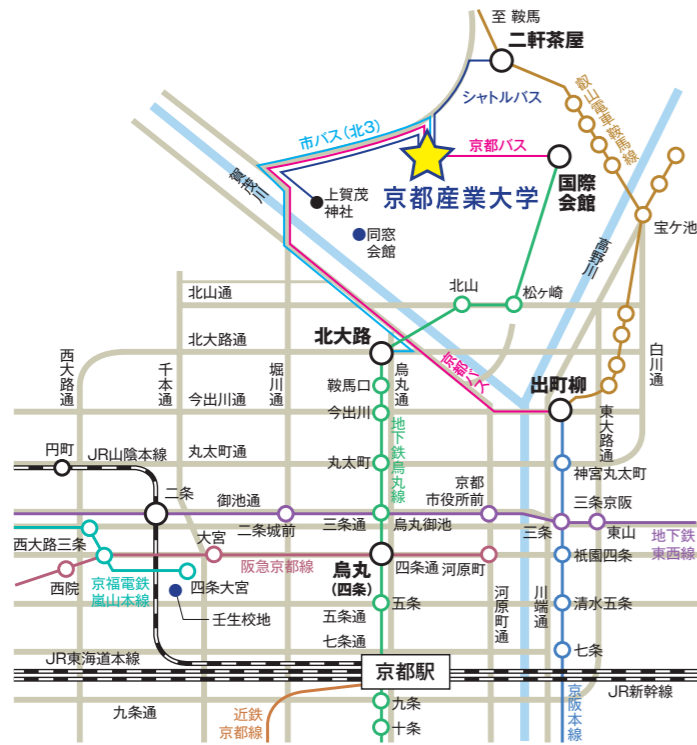 至 鞍馬
二軒茶屋
シャトルバス
叡山電車鞍馬線
市バス（北3）
京都バス
賀茂川
上賀茂
神社
京都産業大学
国際
会館
同窓
会館
宝ケ池
高野川
北山
松ヶ崎
北山通
北大路
北大路通
京都バス
西大路通
千本通
堀川通
烏丸通
白川通
鞍馬口
出町柳
今出川通
今出川
東大路通
地下鉄烏丸線
円町
JR山陰本線
丸太町通
丸太町
神宮丸太町
二条
御池通
京都
市役所前
三条京阪
二条城前
三条通
烏丸御池
三条
東山
地下鉄
東西線
西大路三条
大宮
阪急京都線
烏丸
(四条)
四条通
河原町
祇園四条
西院
京福電鉄
嵐山本線
四条大宮
壬生校地
五条
五条通
河原町通
川端通
清水五条
七条通
七条
JR東海道本線
京都駅
JR新幹線
九条通
近鉄
京都線
九条
十条
京阪本線